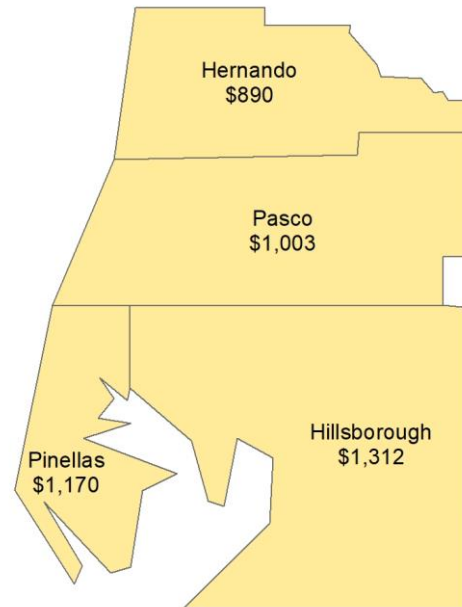 Hernando
$890
Pasco
$1,003
Hillsborough
$1,312
Pinellas
$1,170